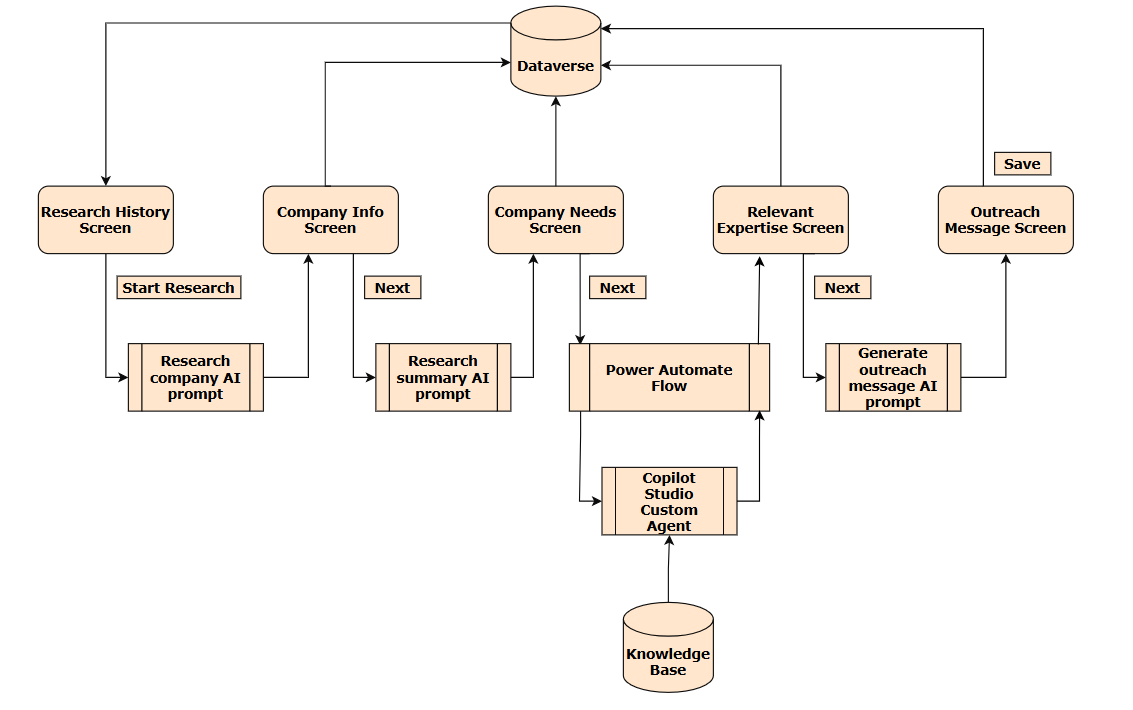 Dataverse
Save
Research History
Screen
Company Info
Screen
Company Needs
Screen
Relevant
Expertise Screen
Outreach
Message Screen
Start Research
Next
Next
Next
Research
company AI
prompt
Research
summary AI
prompt
Power Automate
Flow
Generate
outreach
message AI
prompt
Copilot
Studio
Custom
Agent
Knowledge
Base